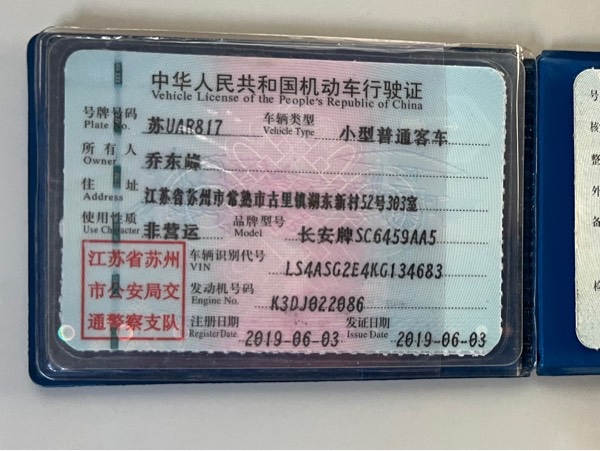 中华人民共和国机动车行驶证
Vehicle License of the People's Republic of China
号牌号码 苏UAR817 车辆类型 小型普通客车
Plate No. Vehicle Type
所有人 乔东峰
Owner
住址 江苏省苏州市常熟市古里镇湖东新村52号303室
Address
使用性质 非营运 品牌型号 长安牌SC6459AA5
Use Character Model
江苏省苏州
市公安局交
通警察支队
车辆识别代号 LS4ASG2E4KG134683
VIN
发动机号码 K3DJ022086
Engine No.
注册日期 2019-06-03 发证日期 2019-06-03
Register Date Issue Date
号
核
整
外
备
检